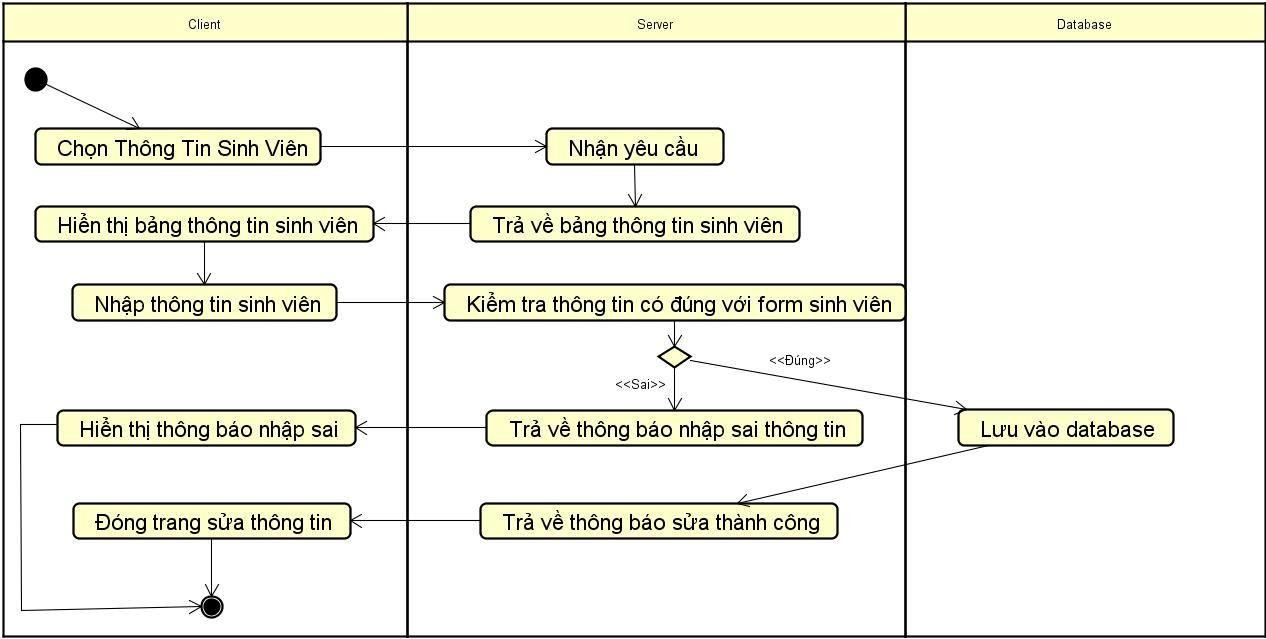 Client
Server
Database
Chọn Thông Tin Sinh Viên
Nhận yêu cầu
Hiển thị bảng thông tin sinh viên
Trả về bảng thông tin sinh viên
Nhập thông tin sinh viên
Kiểm tra thông tin có đúng với form sinh viên
<<Đúng>>
<<Sai>>
Hiển thị thông báo nhập sai
Trả về thông báo nhập sai thông tin
Lưu vào database
Đóng trang sửa thông tin
Trả về thông báo sửa thành công